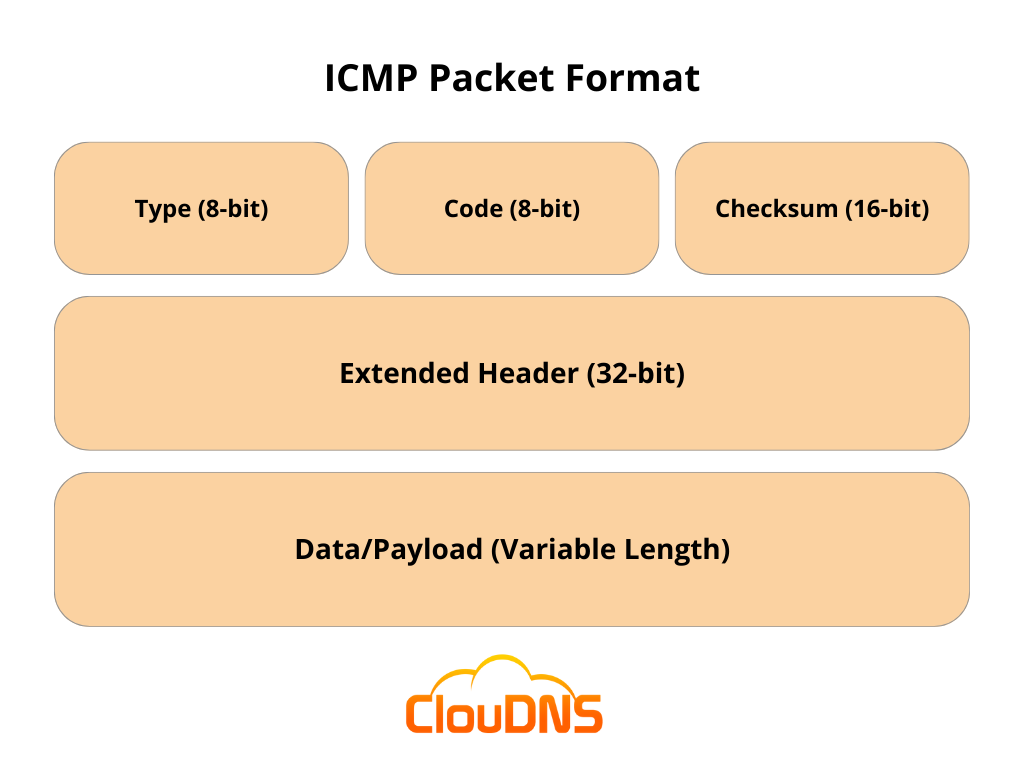 ICMP Packet Format
Type (8-bit)
Code (8-bit)
Checksum (16-bit)
Extended Header (32-bit)
Data/Payload (Variable Length)
ClouDNS